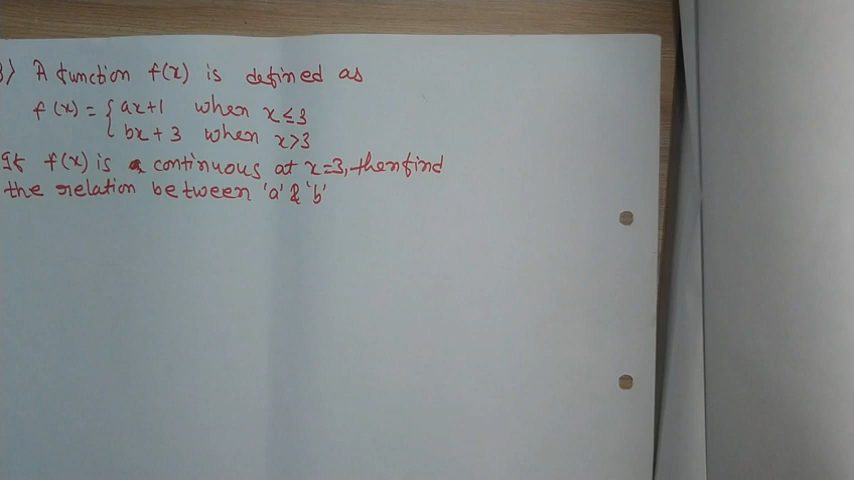 3) A function f(x) is defined as
f(x) = { ax+1 when x ≤ 3
bx + 3 when x>3
If f(x) is a continuous at x=3, then find
the relation between 'a' & 'b'